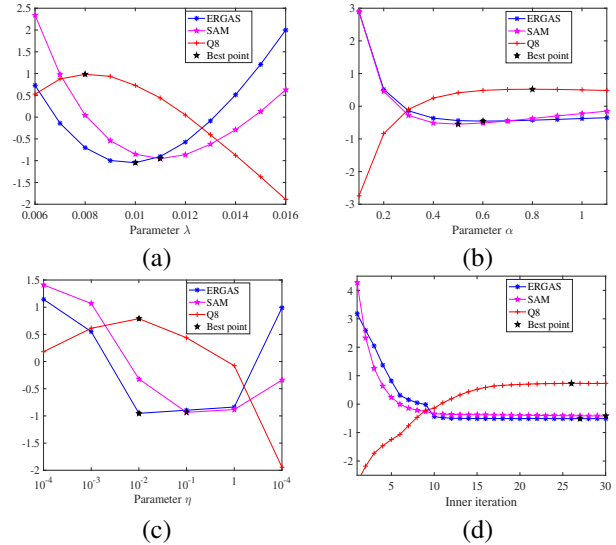 2.5
2
1.5
1
0.5
0
-0.5
-1
-1.5
-2
0.006 0.008 0.01 0.012 0.014 0.016
Parameter λ
ERGAS
SAM
Q8
Best point
(a)
3
2
1
0
-1
-2
-3
0.2 0.4 0.6 0.8 1
Parameter α
ERGAS
SAM
Q8
Best point
(b)
1.5
1
0.5
0
-0.5
-1
-1.5
-2
10⁻⁴ 10⁻³ 10⁻² 10⁻¹ 1 10⁻⁴
Parameter η
ERGAS
SAM
Q8
Best point
(c)
4
3
2
1
0
-1
-2
5 10 15 20 25 30
Inner iteration
ERGAS
SAM
Q8
Best point
(d)